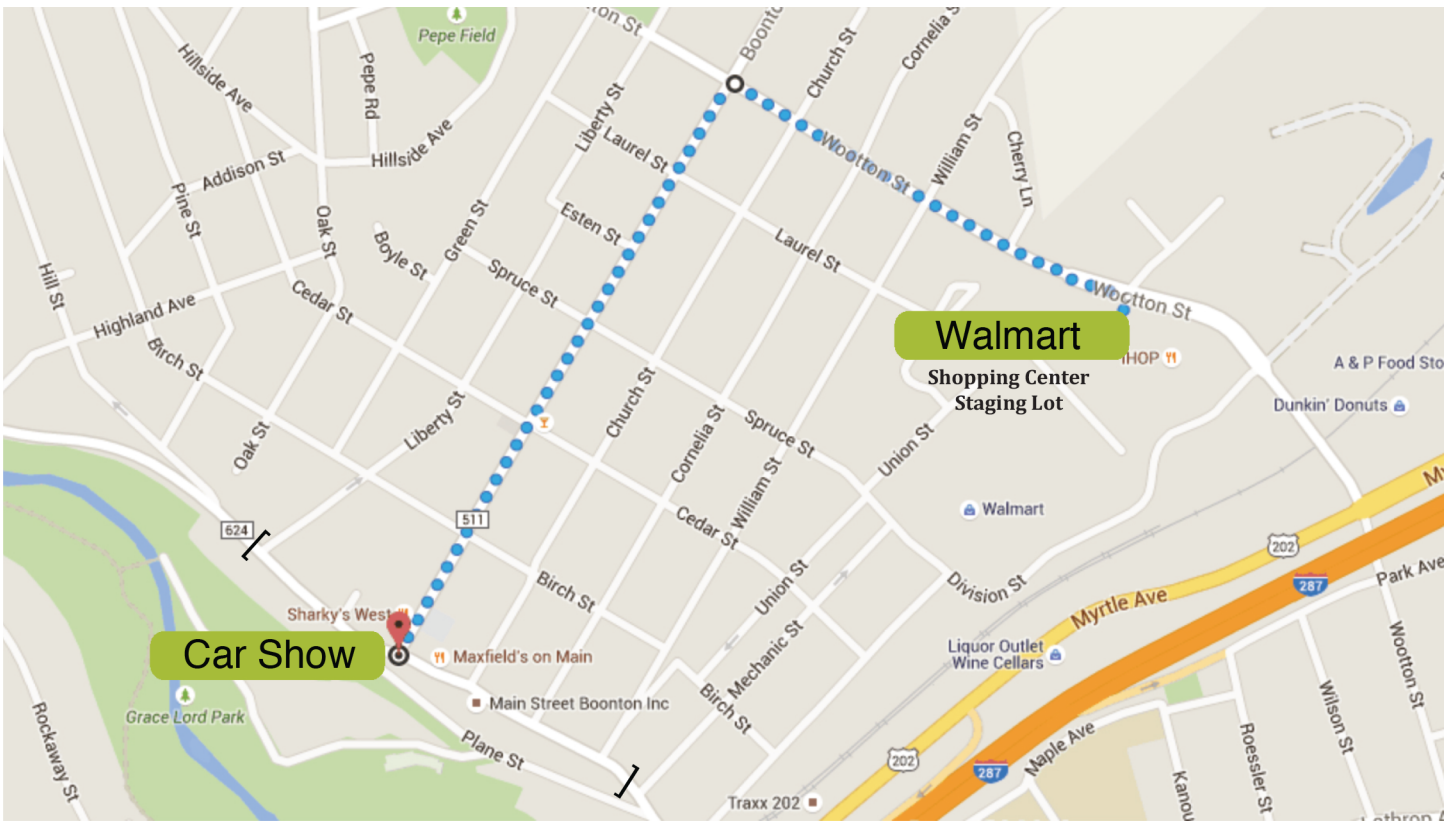 ton St
Boonto
Church St
Cornelia S
Pepe Field
Hillside Ave
Pepe Rd
Liberty St
Hillside Ave
Laurel St
Wootton St
William St
Cherry Ln
Addison St
Pine St
Oak St
Green St
Esten St
Boyle St
Laurel St
Spruce St
Hill St
Highland Ave
Cedar St
Wootton St
Walmart
IHOP
Shopping Center
Staging Lot
A & P Food Sto
Dunkin' Donuts
Birch St
Liberty St
Church St
Cornelia St
Spruce St
Oak St
Union St
William St
Walmart
My
624
511
Cedar St
202
Birch St
Union St
Division St
287
Park Ave
Myrtle Ave
Sharky's West
Car Show
Maxfield's on Main
Mechanic St
Liquor Outlet
Wine Cellars
Wootton St
Main Street Boonton Inc
Birch St
Grace Lord Park
Rockaway St
Plane St
Wilson St
Roessler St
Maple Ave
202
287
Kanou
Traxx 202
Lathrop A